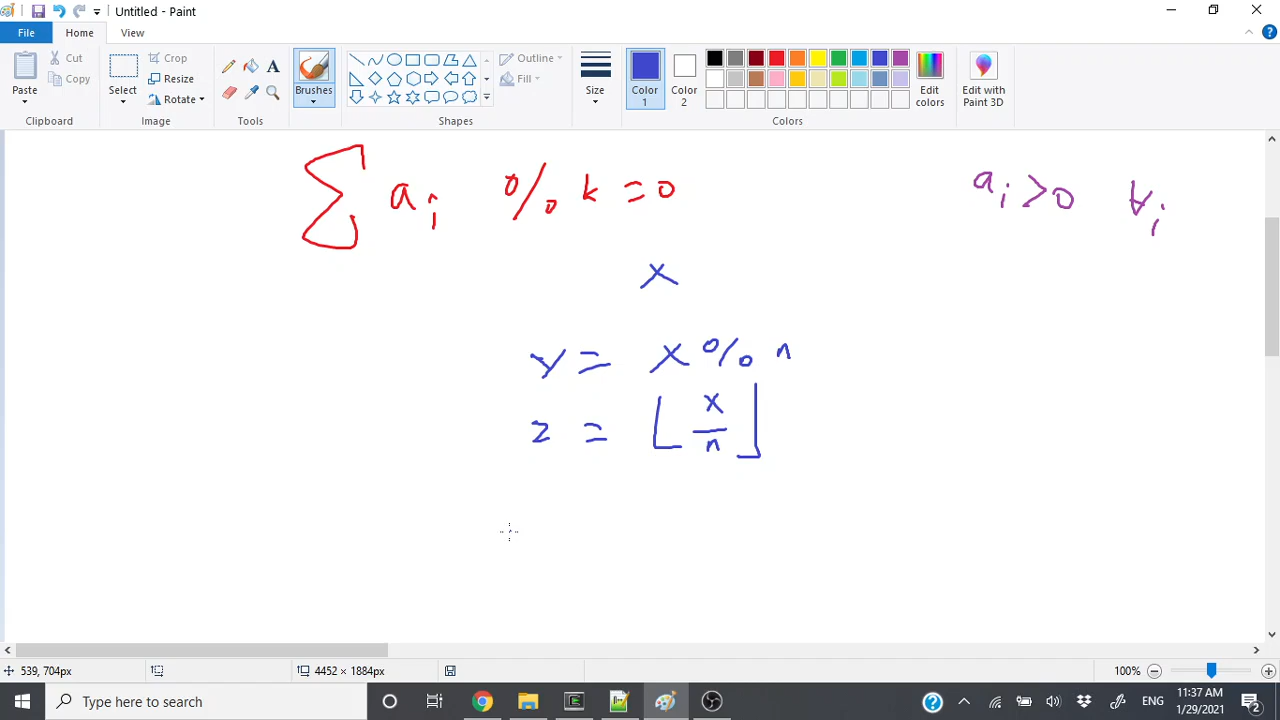 Untitled - Paint
File Home View
Paste Cut Copy
Clipboard
Select Crop Resize Rotate
Image
A
Tools
Brushes
Outline Fill
Shapes
Size
Color 1 Color 2
Edit colors
Colors
Edit with Paint 3D
∑ aᵢ % k = 0
aᵢ > 0 ∀ᵢ
x
y = x % n
z = ⌊x/n⌋
539, 704px
4452 × 1884px
100%
Type here to search
ENG
11:37 AM
1/29/2021
2